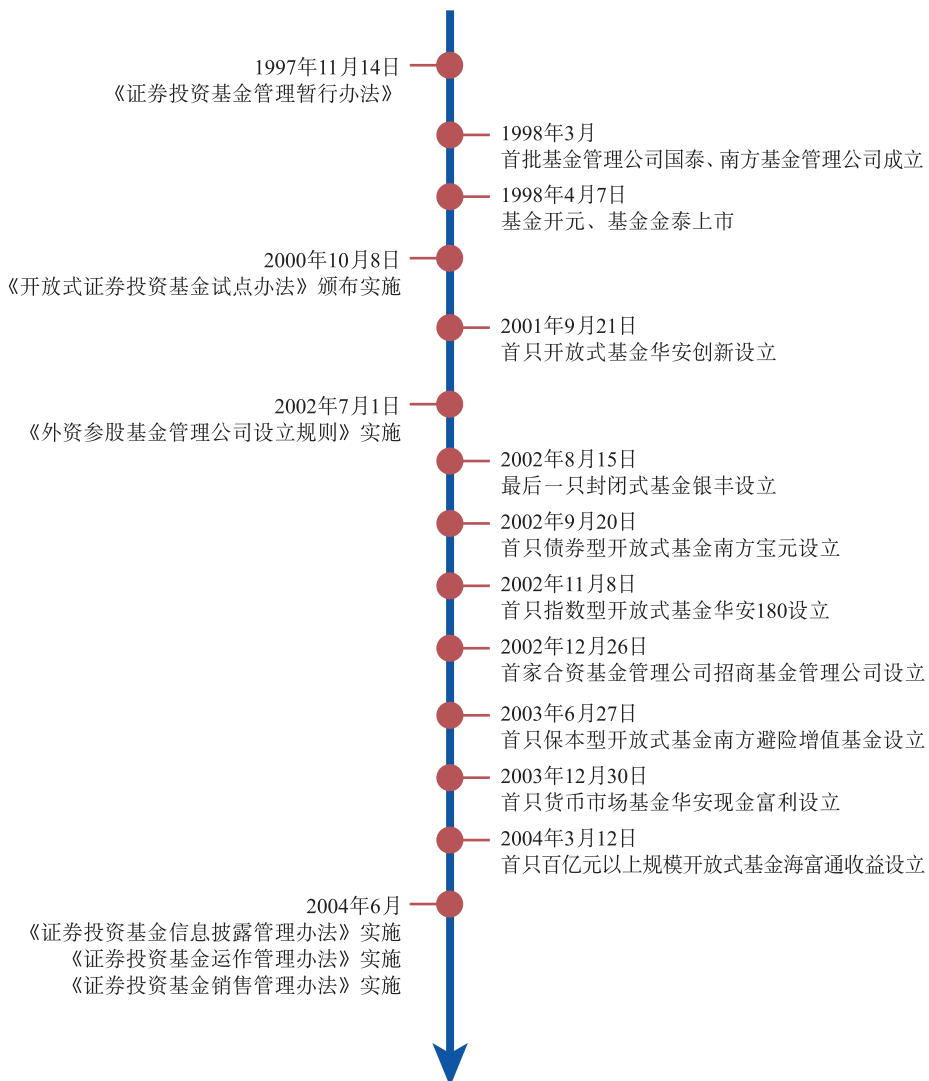 1997年11月14日
《证券投资基金管理暂行办法》
1998年3月
首批基金管理公司国泰、南方基金管理公司成立
1998年4月7日
基金开元、基金金泰上市
2000年10月8日
《开放式证券投资基金试点办法》颁布实施
2001年9月21日
首只开放式基金华安创新设立
2002年7月1日
《外资参股基金管理公司设立规则》实施
2002年8月15日
最后一只封闭式基金银丰设立
2002年9月20日
首只债券型开放式基金南方宝元设立
2002年11月8日
首只指数型开放式基金华安180设立
2002年12月26日
首家合资基金管理公司招商基金管理公司设立
2003年6月27日
首只保本型开放式基金南方避险增值基金设立
2003年12月30日
首只货币市场基金华安现金富利设立
2004年3月12日
首只百亿元以上规模开放式基金海富通收益设立
2004年6月
《证券投资基金信息披露管理办法》实施
《证券投资基金运作管理办法》实施
《证券投资基金销售管理办法》实施